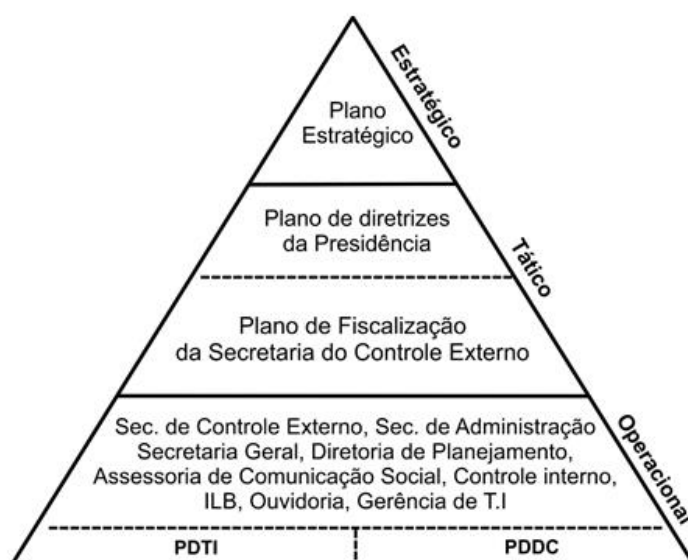 Plano
Estratégico
Estratégico
Plano de diretrizes
da Presidência
Tático
Plano de Fiscalização
da Secretaria do Controle Externo
Sec. de Controle Externo, Sec. de Administração
Secretaria Geral, Diretoria de Planejamento,
Assessoria de Comunicação Social, Controle interno,
ILB, Ouvidoria, Gerência de T.I
Operacional
PDTI
PDDC